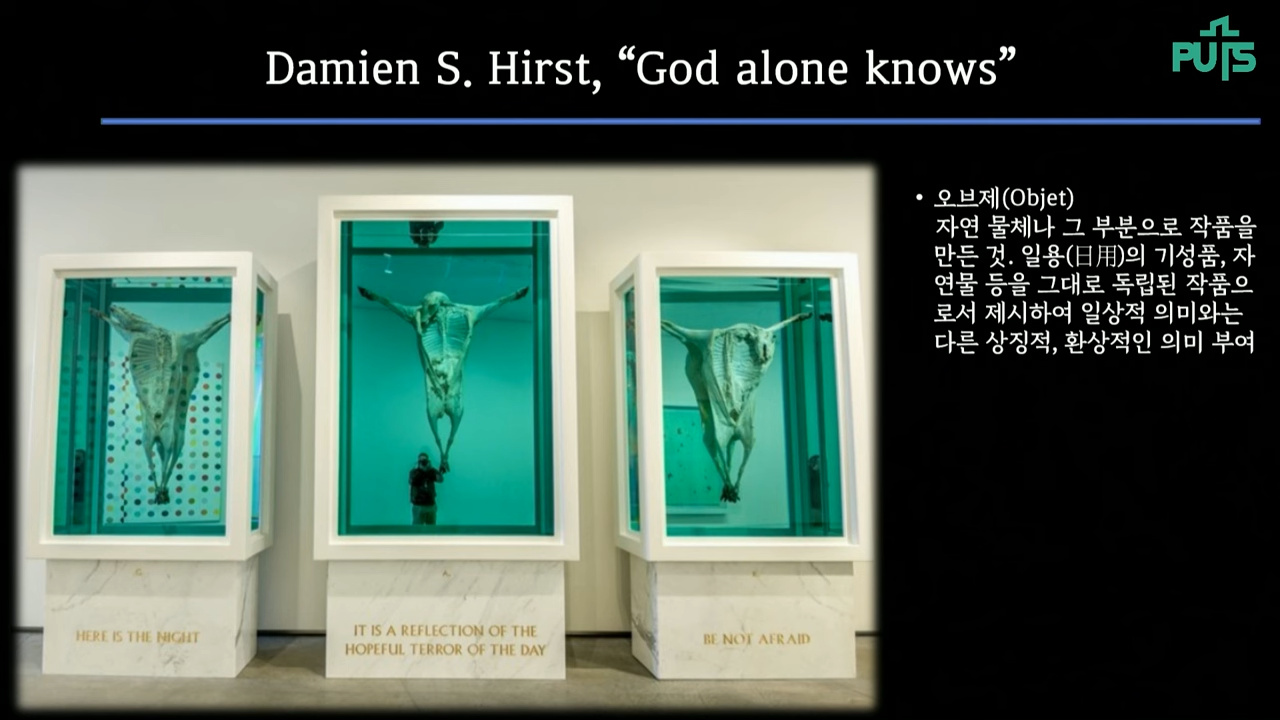 Damien S. Hirst, “God alone knows”
PUTS
• 오브제(Objet)
자연 물체나 그 부분으로 작품을
만든 것. 일용(日用)의 기성품, 자
연물 등을 그대로 독립된 작품으
로서 제시하여 일상적 의미와는
다른 상징적, 환상적인 의미 부여
HERE IS THE NIGHT
IT IS A REFLECTION OF THE
HOPEFUL TERROR OF THE DAY
BE NOT AFRAID